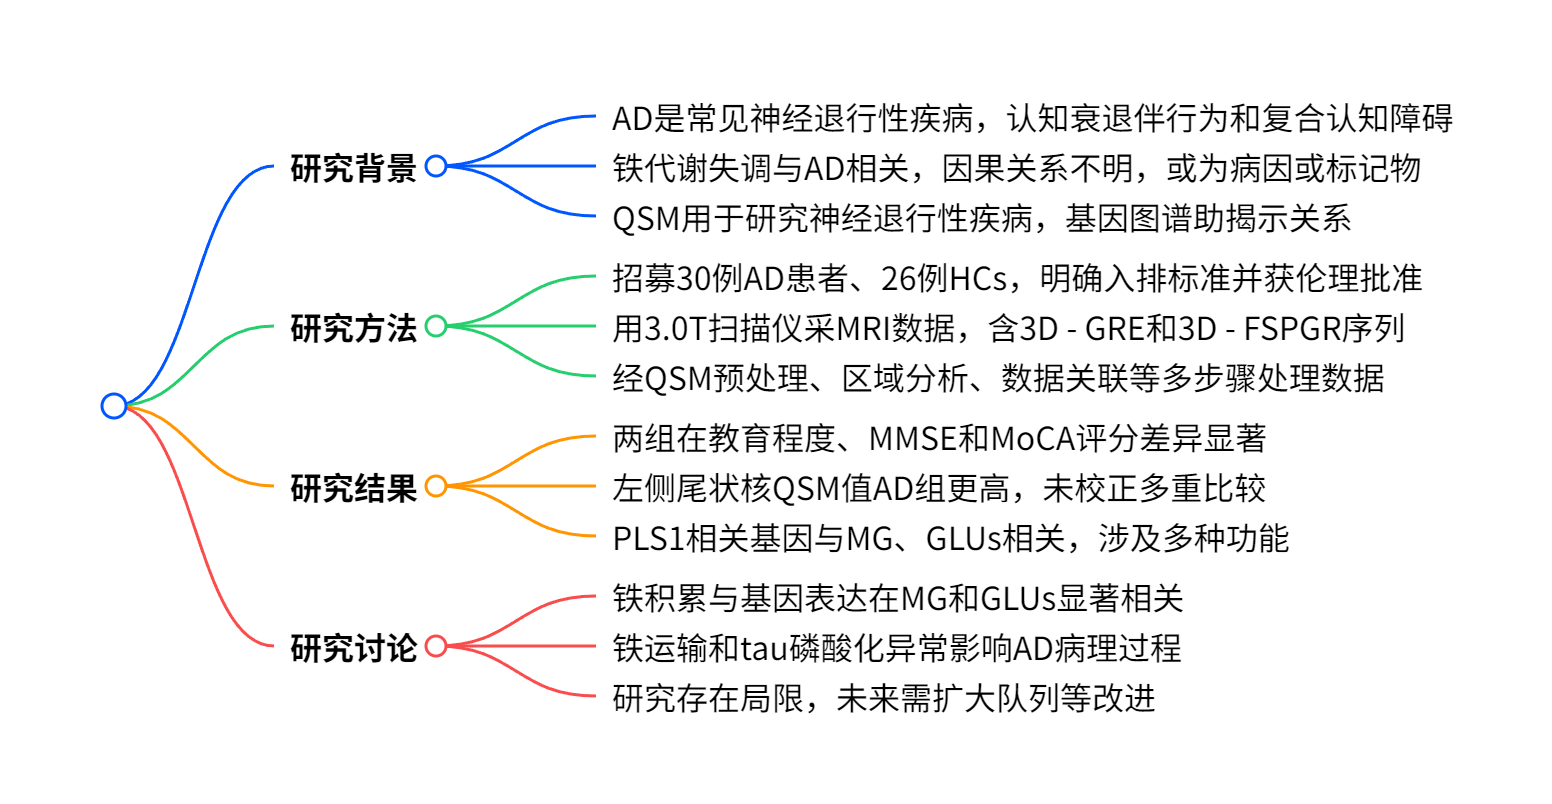 研究背景
AD是常见神经退行性疾病，认知衰退伴行为和复合认知障碍
铁代谢失调与AD相关，因果关系不明，或为病因或标记物
QSM用于研究神经退行性疾病，基因图谱助揭示关系
研究方法
招募30例AD患者、26例HCs，明确入排标准并获伦理批准
用3.0T扫描仪采MRI数据，含3D - GRE和3D - FSPGR序列
经QSM预处理、区域分析、数据关联等多步骤处理数据
研究结果
两组在教育程度、MMSE和MoCA评分差异显著
左侧尾状核QSM值AD组更高，未校正多重比较
PLS1相关基因与MG、GLUs相关，涉及多种功能
研究讨论
铁积累与基因表达在MG和GLUs显著相关
铁运输和tau磷酸化异常影响AD病理过程
研究存在局限，未来需扩大队列等改进